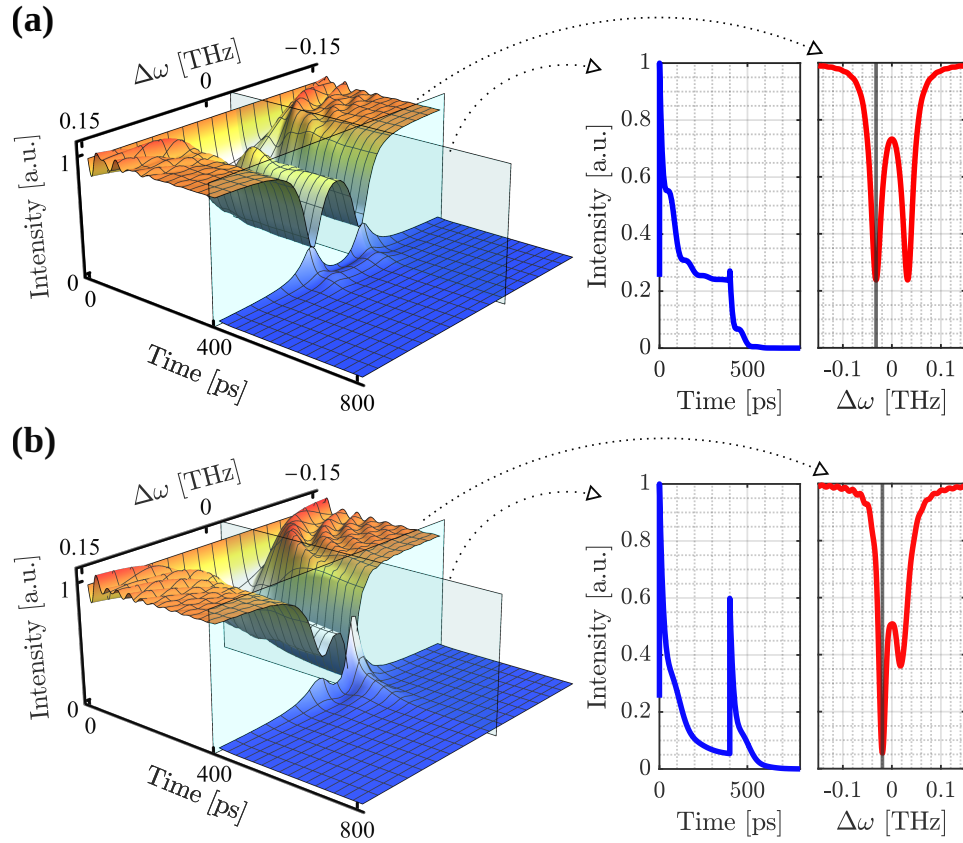 (a)
Δω [THz]
0.15
0
−0.15
Intensity [a.u.]
1
0
0
400
800
Time [ps]
1
0.8
0.6
0.4
0.2
0
Intensity [a.u.]
0
500
Time [ps]
-0.1
0
0.1
Δω [THz]
(b)
Δω [THz]
0.15
0
−0.15
Intensity [a.u.]
1
0
0
400
800
Time [ps]
1
0.8
0.6
0.4
0.2
0
Intensity [a.u.]
0
500
Time [ps]
-0.1
0
0.1
Δω [THz]